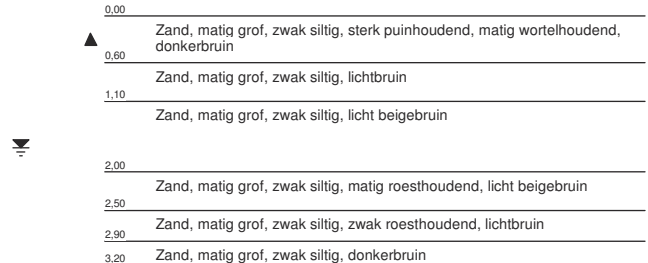 0,00
Zand, matig grof, zwak siltig, sterk puinhoudend, matig wortelhoudend,
donkerbruin
0,60
Zand, matig grof, zwak siltig, lichtbruin
1,10
Zand, matig grof, zwak siltig, licht beigebruin
2,00
Zand, matig grof, zwak siltig, matig roesthoudend, licht beigebruin
2,50
Zand, matig grof, zwak siltig, zwak roesthoudend, lichtbruin
2,90
Zand, matig grof, zwak siltig, donkerbruin
3,20